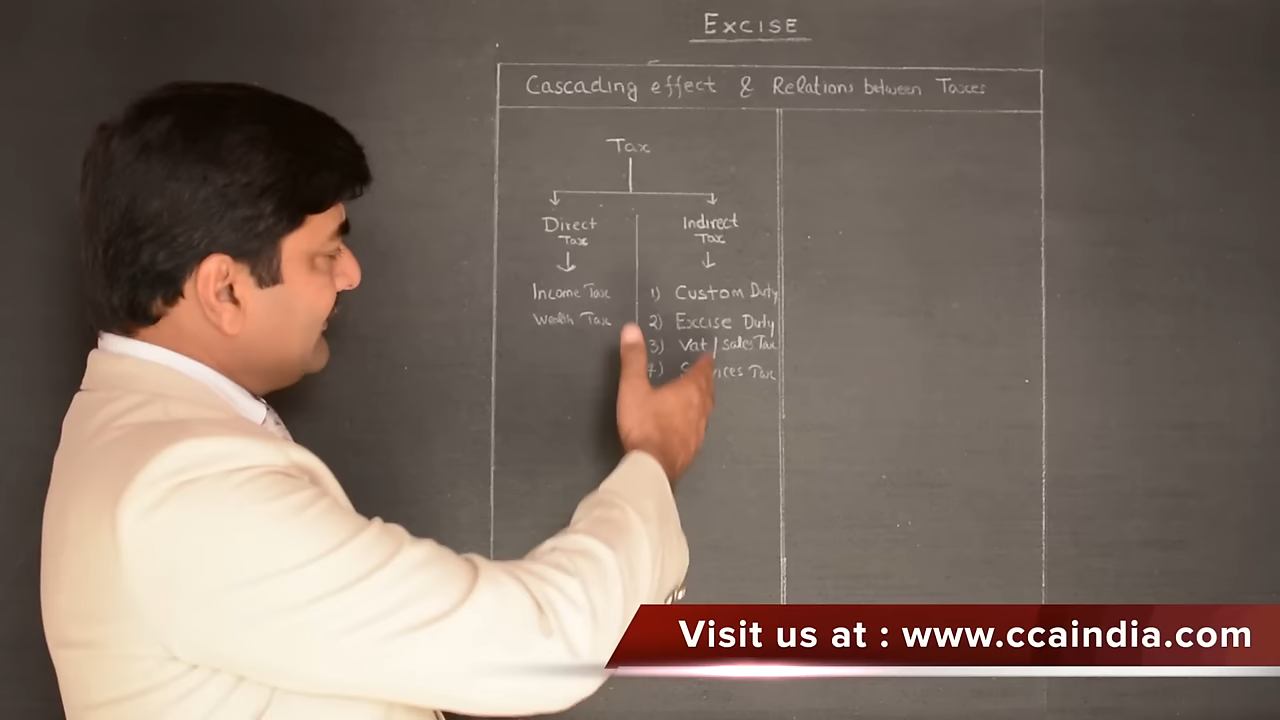 EXCISE
Cascading effect & Relations between Taxes
Tax
Direct Tax
Indirect Tax
Income Tax
Wealth Tax
1) Custom Duty
2) Excise Duty
3) Vat / Sales Tax
4) Tax
Visit us at : www.ccaindia.com